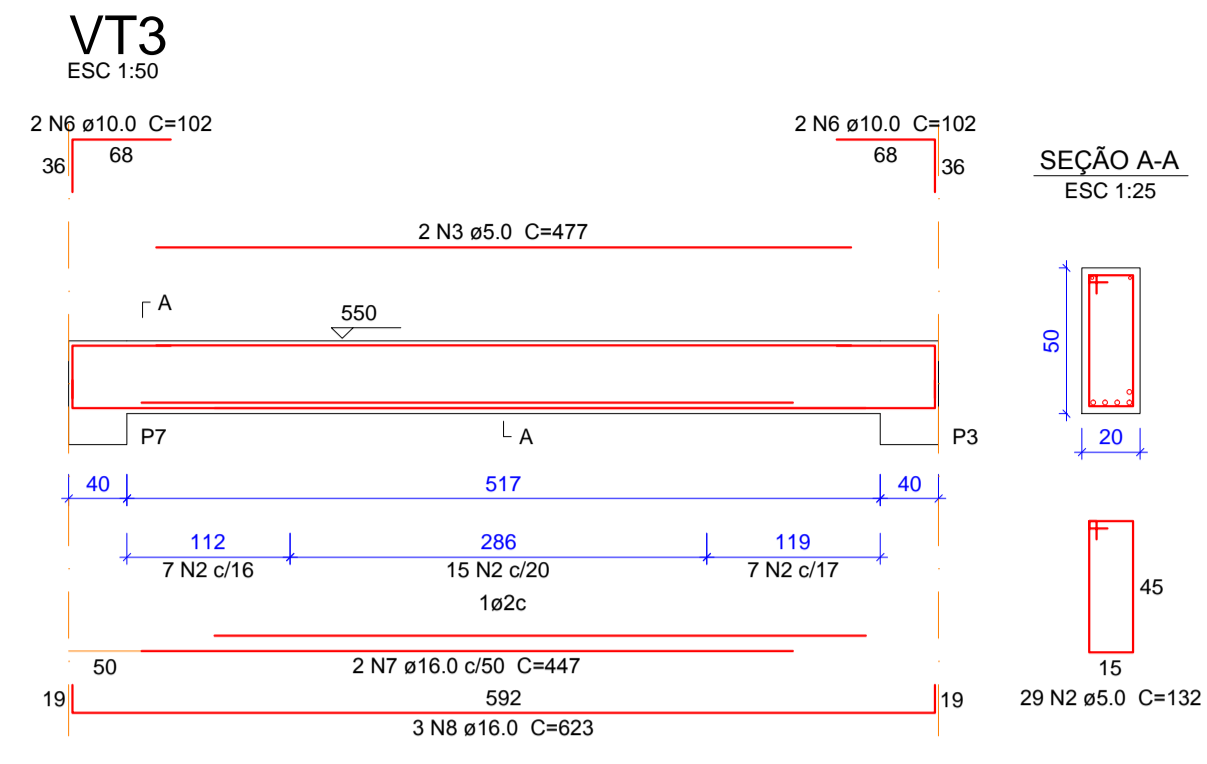 VT3
ESC 1:50
2 N6 ø10.0 C=102
2 N6 ø10.0 C=102
68
68
36
36
SEÇÃO A-A
ESC 1:25
2 N3 ø5.0 C=477
A
550
50
P7
A
P3
20
40
517
40
112
286
119
7 N2 c/16
15 N2 c/20
7 N2 c/17
1ø2c
45
50
2 N7 ø16.0 c/50 C=447
15
19
592
19
29 N2 ø5.0 C=132
3 N8 ø16.0 C=623